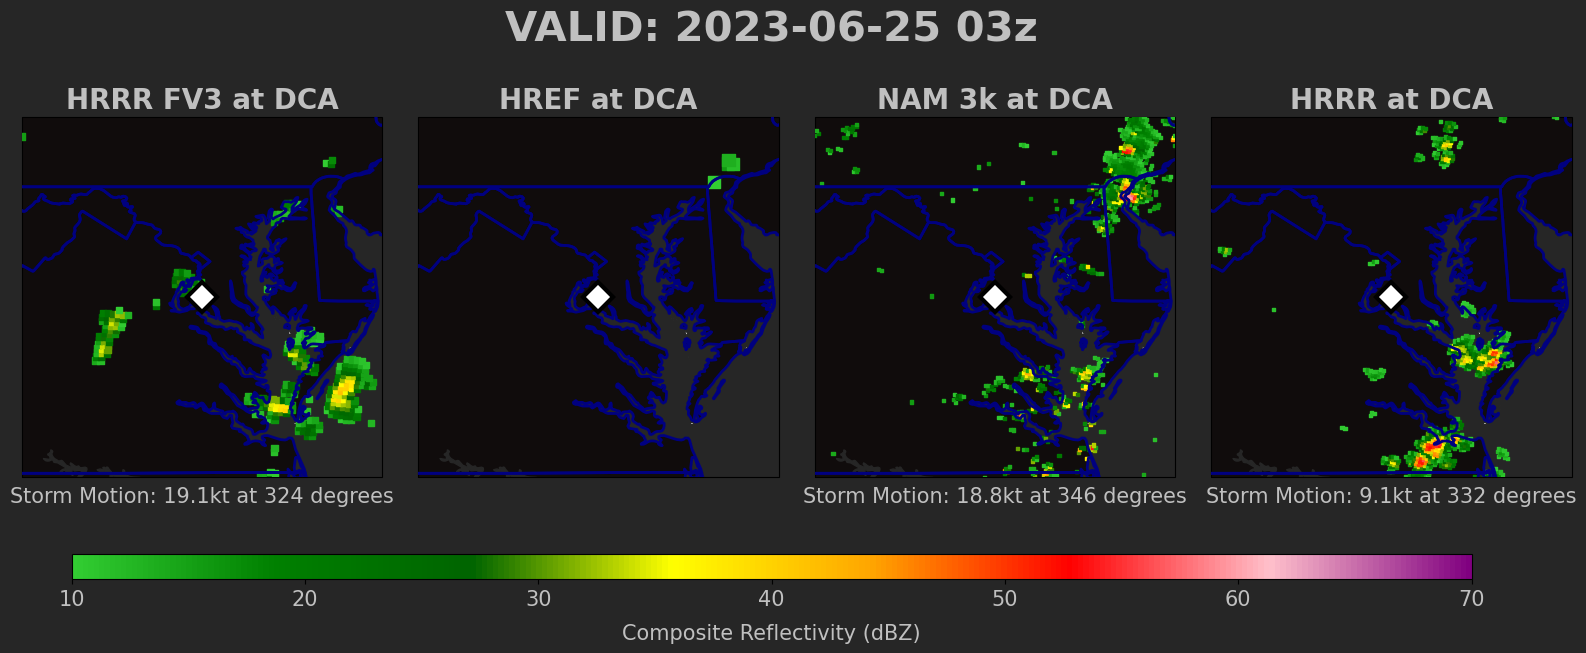 VALID: 2023-06-25 03z
HRRR FV3 at DCA
HREF at DCA
NAM 3k at DCA
HRRR at DCA
Storm Motion: 19.1kt at 324 degrees
Storm Motion: 18.8kt at 346 degrees
Storm Motion: 9.1kt at 332 degrees
10 20 30 40 50 60 70
Composite Reflectivity (dBZ)